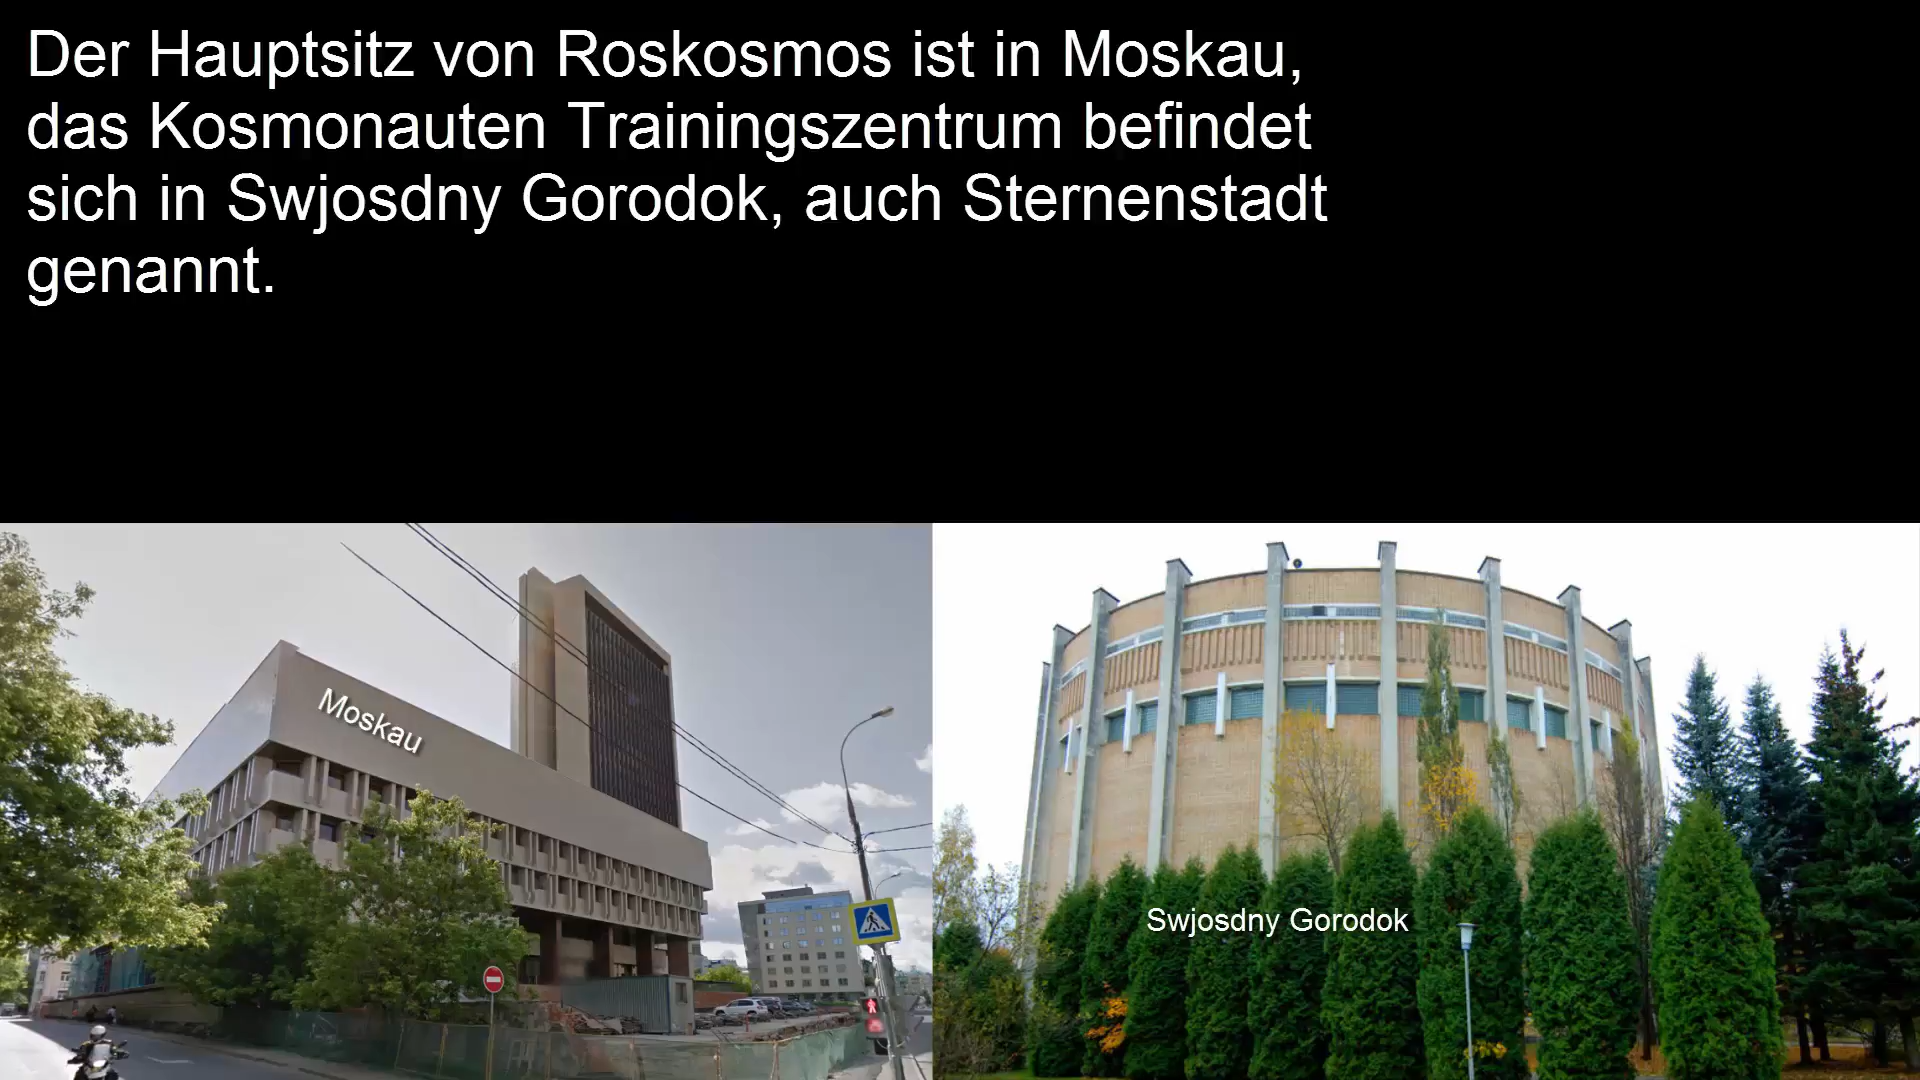 Der Hauptsitz von Roskosmos ist in Moskau,
das Kosmonauten Trainingszentrum befindet
sich in Swjosdny Gorodok, auch Sternenstadt
genannt.
Moskau
Swjosdny Gorodok